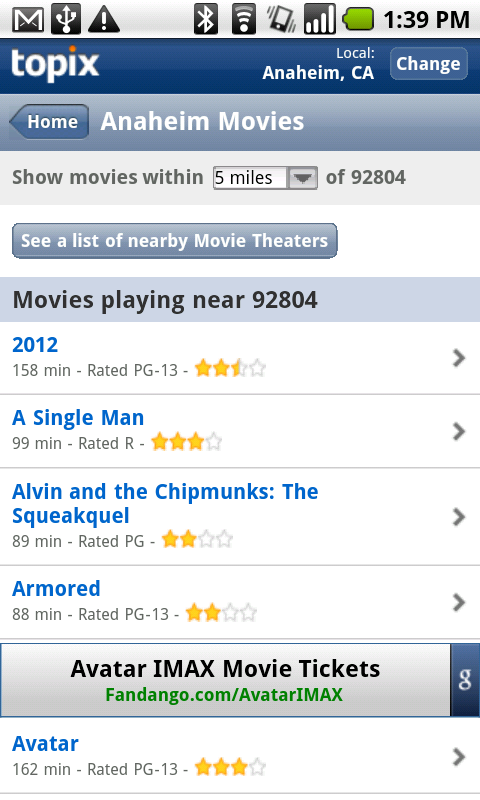 1:39 PM
topix
Local:
Anaheim, CA
Change
Home
Anaheim Movies
Show movies within 5 miles of 92804
See a list of nearby Movie Theaters
Movies playing near 92804
2012
158 min - Rated PG-13 -
A Single Man
99 min - Rated R -
Alvin and the Chipmunks: The
Squeakquel
89 min - Rated PG -
Armored
88 min - Rated PG-13 -
Avatar IMAX Movie Tickets
Fandango.com/AvatarIMAX
g
Avatar
162 min - Rated PG-13 -